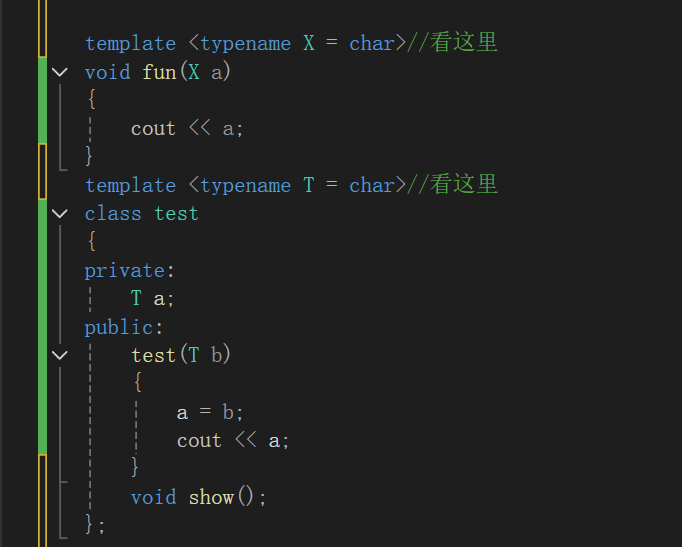 template <typename X = char>//看这里
void fun(X a)
{
    cout << a;
}
template <typename T = char>//看这里
class test
{
private:
    T a;
public:
    test(T b)
    {
        a = b;
        cout << a;
    }
    void show();
};